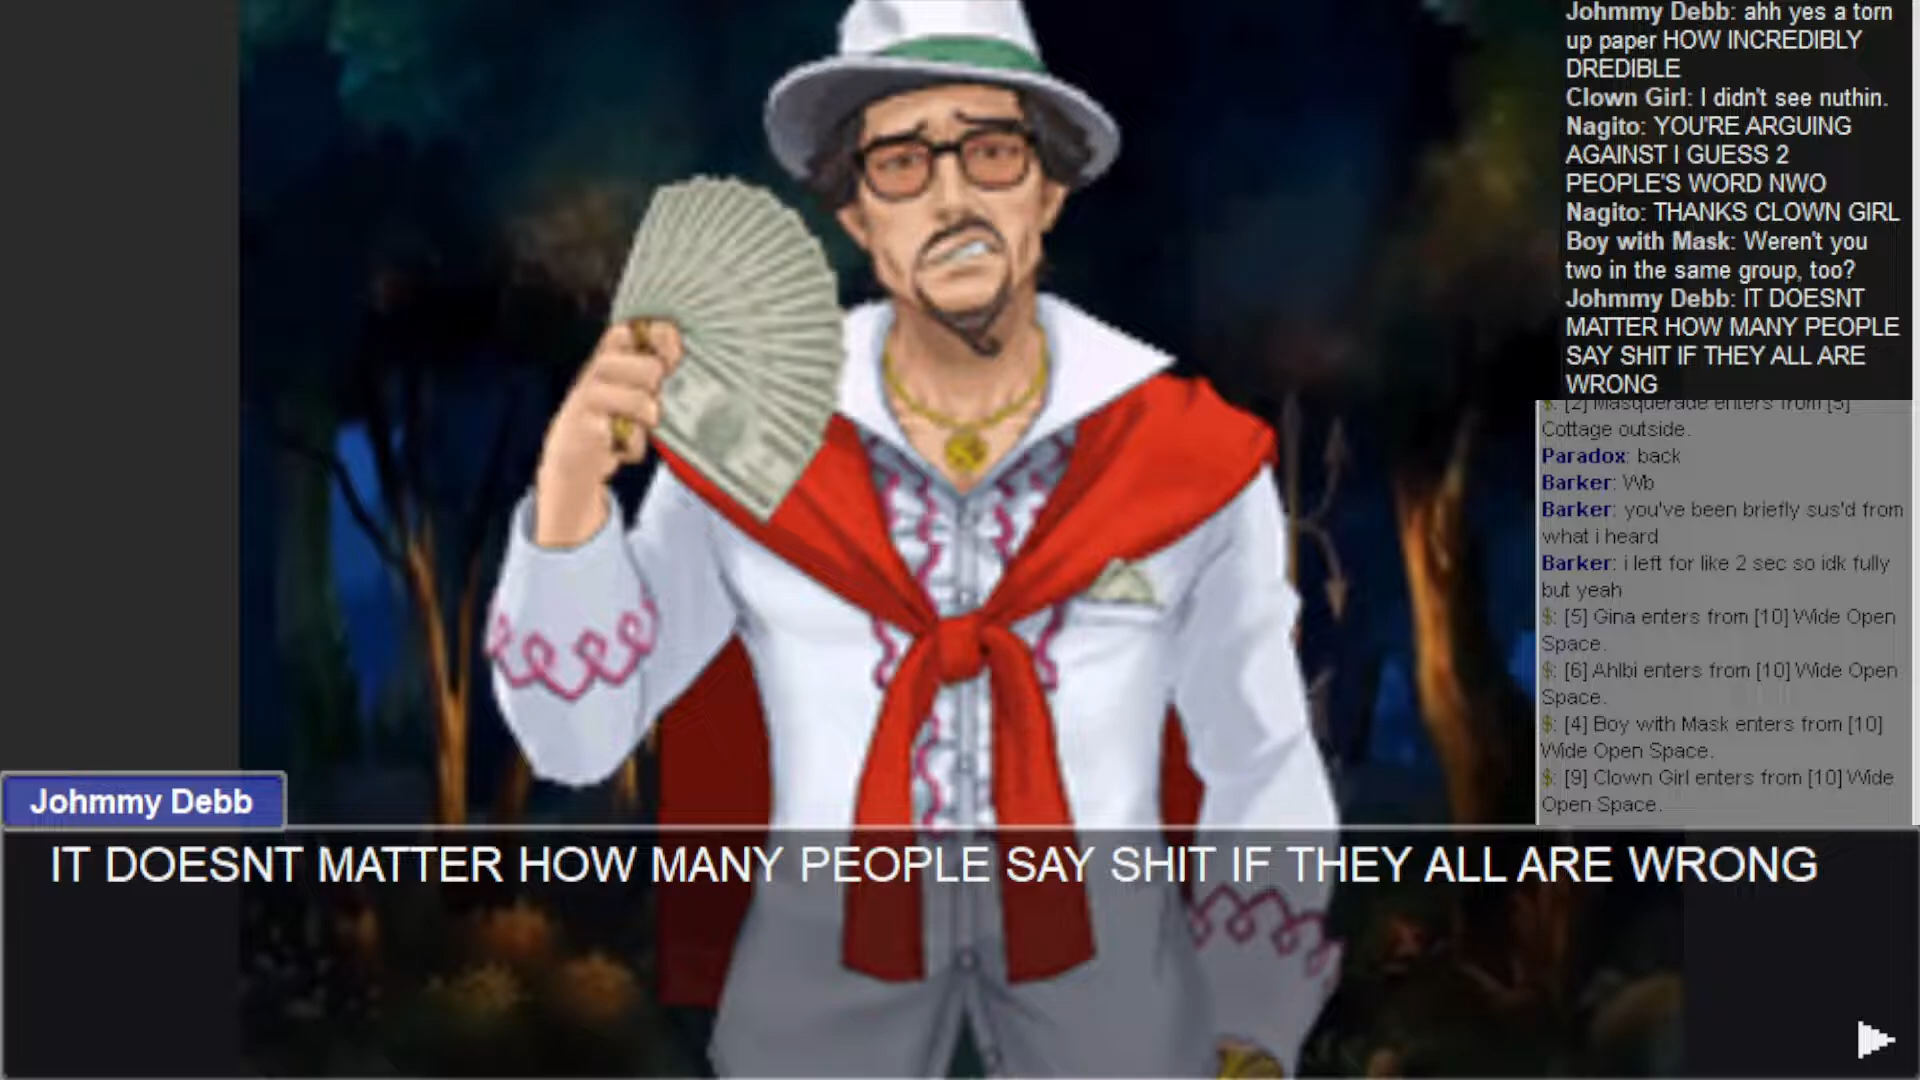 Johmmy Debb: ahh yes a torn
up paper HOW INCREDIBLY
DREDIBLE
Clown Girl: I didn't see nuthin.
Nagito: YOU'RE ARGUING
AGAINST I GUESS 2
PEOPLE'S WORD NWO
Nagito: THANKS CLOWN GIRL
Boy with Mask: Weren't you
two in the same group, too?
Johmmy Debb: IT DOESNT
MATTER HOW MANY PEOPLE
SAY SHIT IF THEY ALL ARE
WRONG
$: [2] Masquerade enters from [3]
Cottage outside.
Paradox: back
Barker: Wb
Barker: you've been briefly sus'd from
what i heard
Barker: i left for like 2 sec so idk fully
but yeah
$: [5] Gina enters from [10] Wide Open
Space.
$: [6] Ahlbi enters from [10] Wide Open
Space.
$: [4] Boy with Mask enters from [10]
Wide Open Space.
$: [9] Clown Girl enters from [10] Wide
Open Space.
Johmmy Debb
IT DOESNT MATTER HOW MANY PEOPLE SAY SHIT IF THEY ALL ARE WRONG